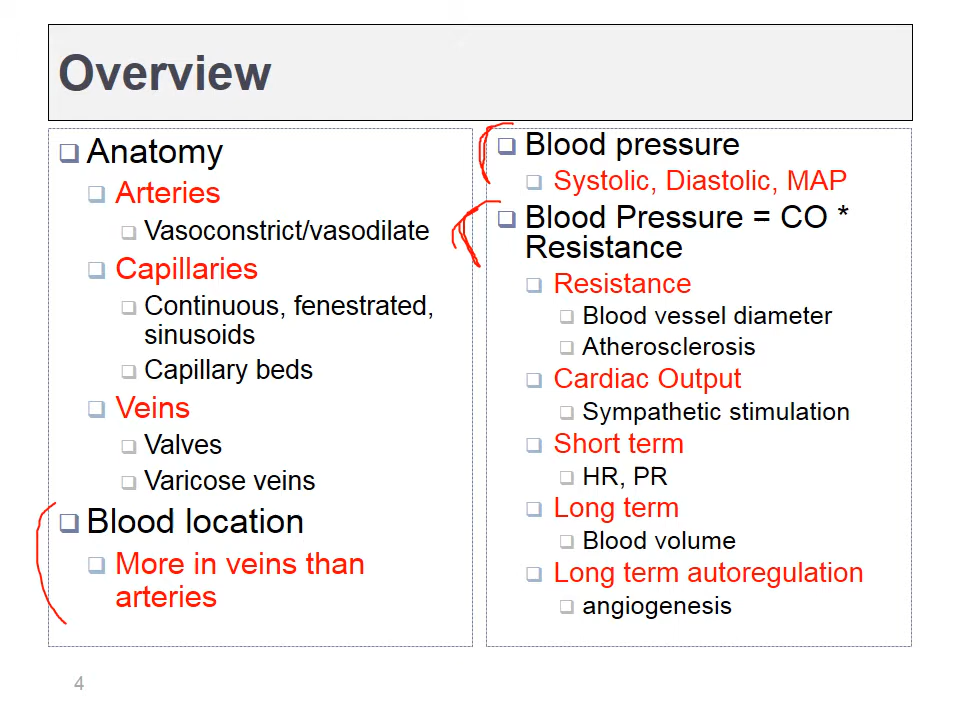 Overview
Anatomy
Arteries
Vasoconstrict/vasodilate
Capillaries
Continuous, fenestrated,
sinusoids
Capillary beds
Veins
Valves
Varicose veins
Blood location
More in veins than
arteries
Blood pressure
Systolic, Diastolic, MAP
Blood Pressure = CO *
Resistance
Resistance
Blood vessel diameter
Atherosclerosis
Cardiac Output
Sympathetic stimulation
Short term
HR, PR
Long term
Blood volume
Long term autoregulation
angiogenesis
4